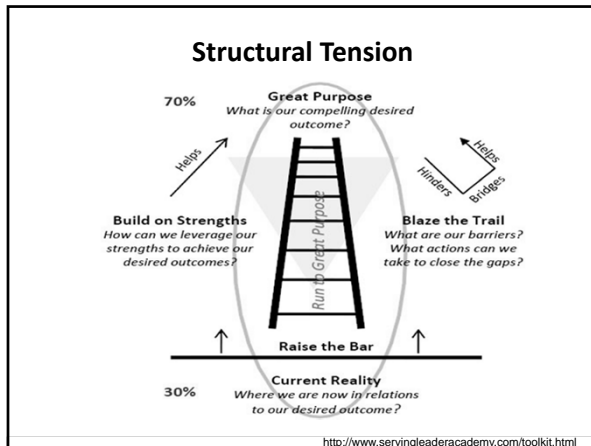 Structural Tension
70%
Great Purpose
What is our compelling desired
outcome?
Helps
Helps
Hinders
Bridges
Build on Strengths
How can we leverage our
strengths to achieve our
desired outcomes?
Run to Great Purpose
Blaze the Trail
What are our barriers?
What actions can we
take to close the gaps?
Raise the Bar
30%
Current Reality
Where we are now in relations
to our desired outcome?
http://www.servingleaderacademy.com/toolkit.html